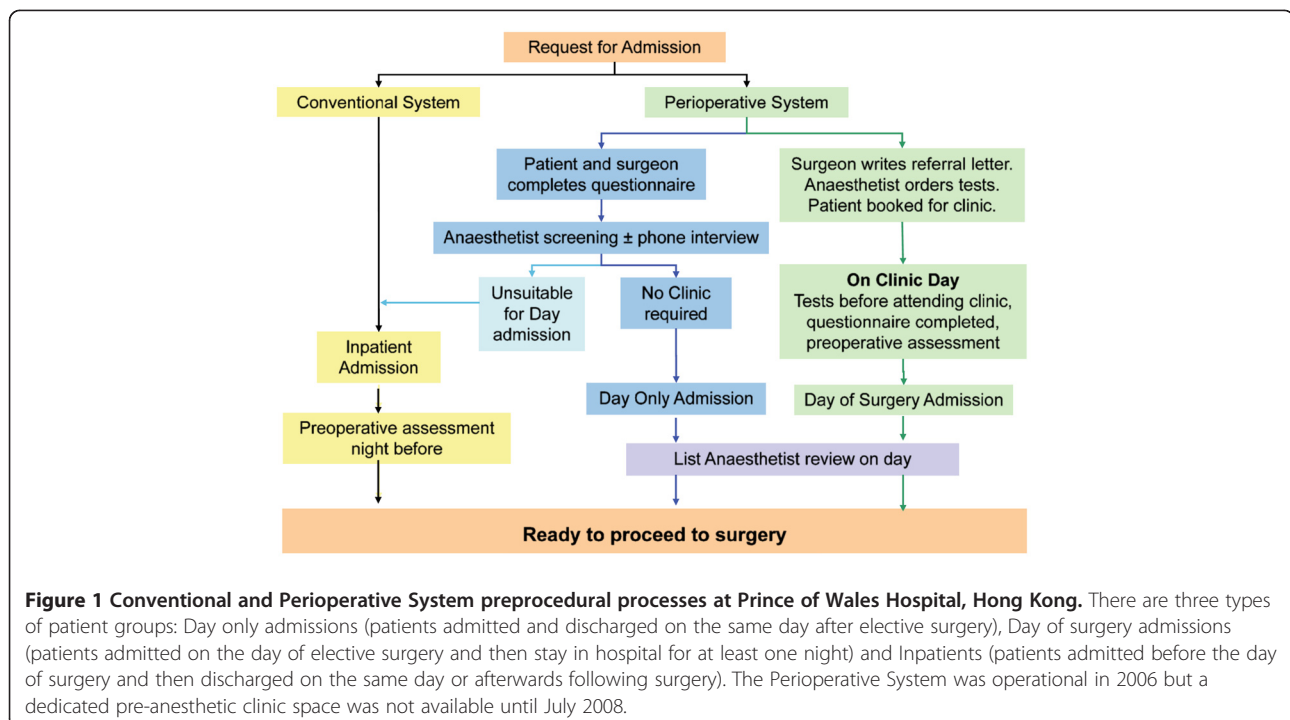 Request for Admission
Conventional System
Perioperative System
Patient and surgeon
completes questionnaire
Surgeon writes referral letter.
Anaesthetist orders tests.
Patient booked for clinic.
Anaesthetist screening ± phone interview
Unsuitable
for Day
admission
No Clinic
required
On Clinic Day
Tests before attending clinic,
questionnaire completed,
preoperative assessment
Inpatient
Admission
Day Only Admission
Day of Surgery Admission
Preoperative assessment
night before
List Anaesthetist review on day
Ready to proceed to surgery
Figure 1 Conventional and Perioperative System preprocedural processes at Prince of Wales Hospital, Hong Kong. There are three types
of patient groups: Day only admissions (patients admitted and discharged on the same day after elective surgery), Day of surgery admissions
(patients admitted on the day of elective surgery and then stay in hospital for at least one night) and Inpatients (patients admitted before the day
of surgery and then discharged on the same day or afterwards following surgery). The Perioperative System was operational in 2006 but a
dedicated pre-anesthetic clinic space was not available until July 2008.